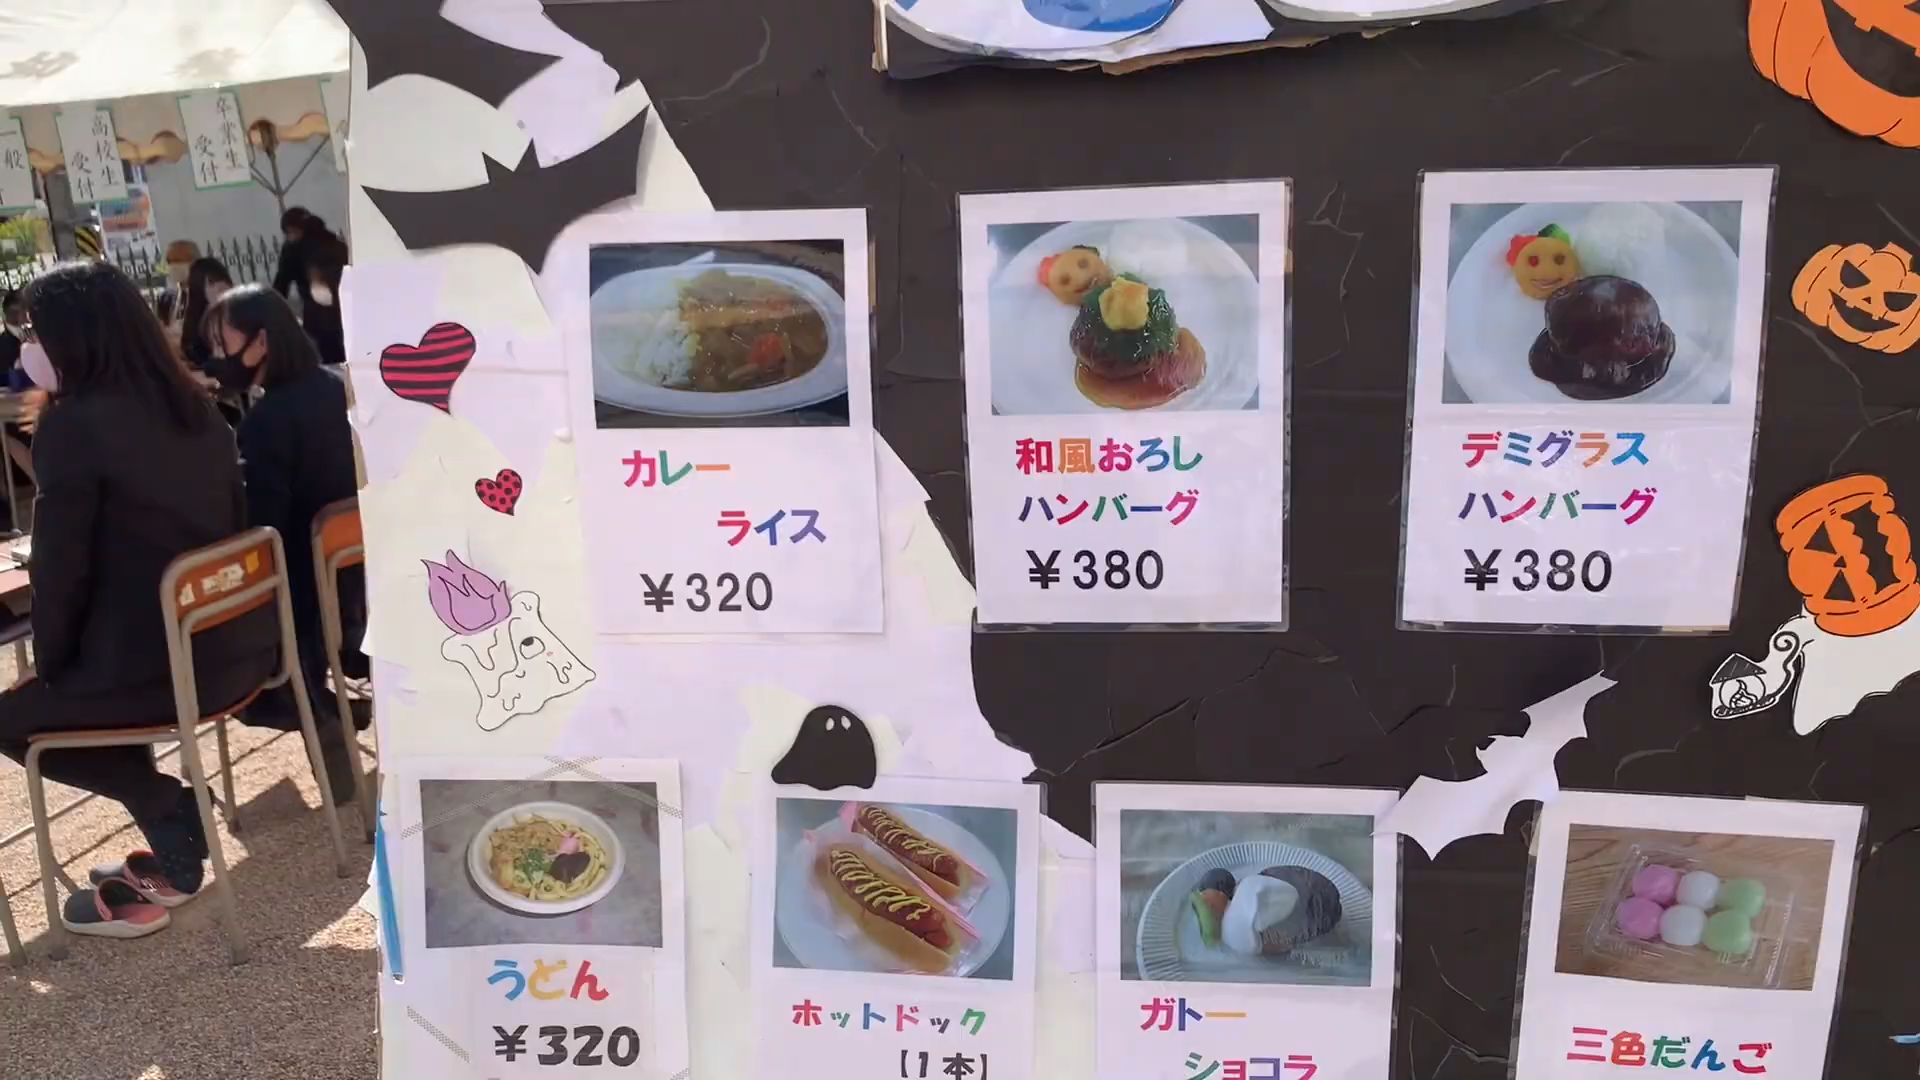 一般
高校生
受付
卒業生
受付
カレー
ライス
¥320
和風おろし
ハンバーグ
¥380
デミグラス
ハンバーグ
¥380
うどん
¥320
ホットドック
【1本】
ガトー
ショコラ
三色だんご